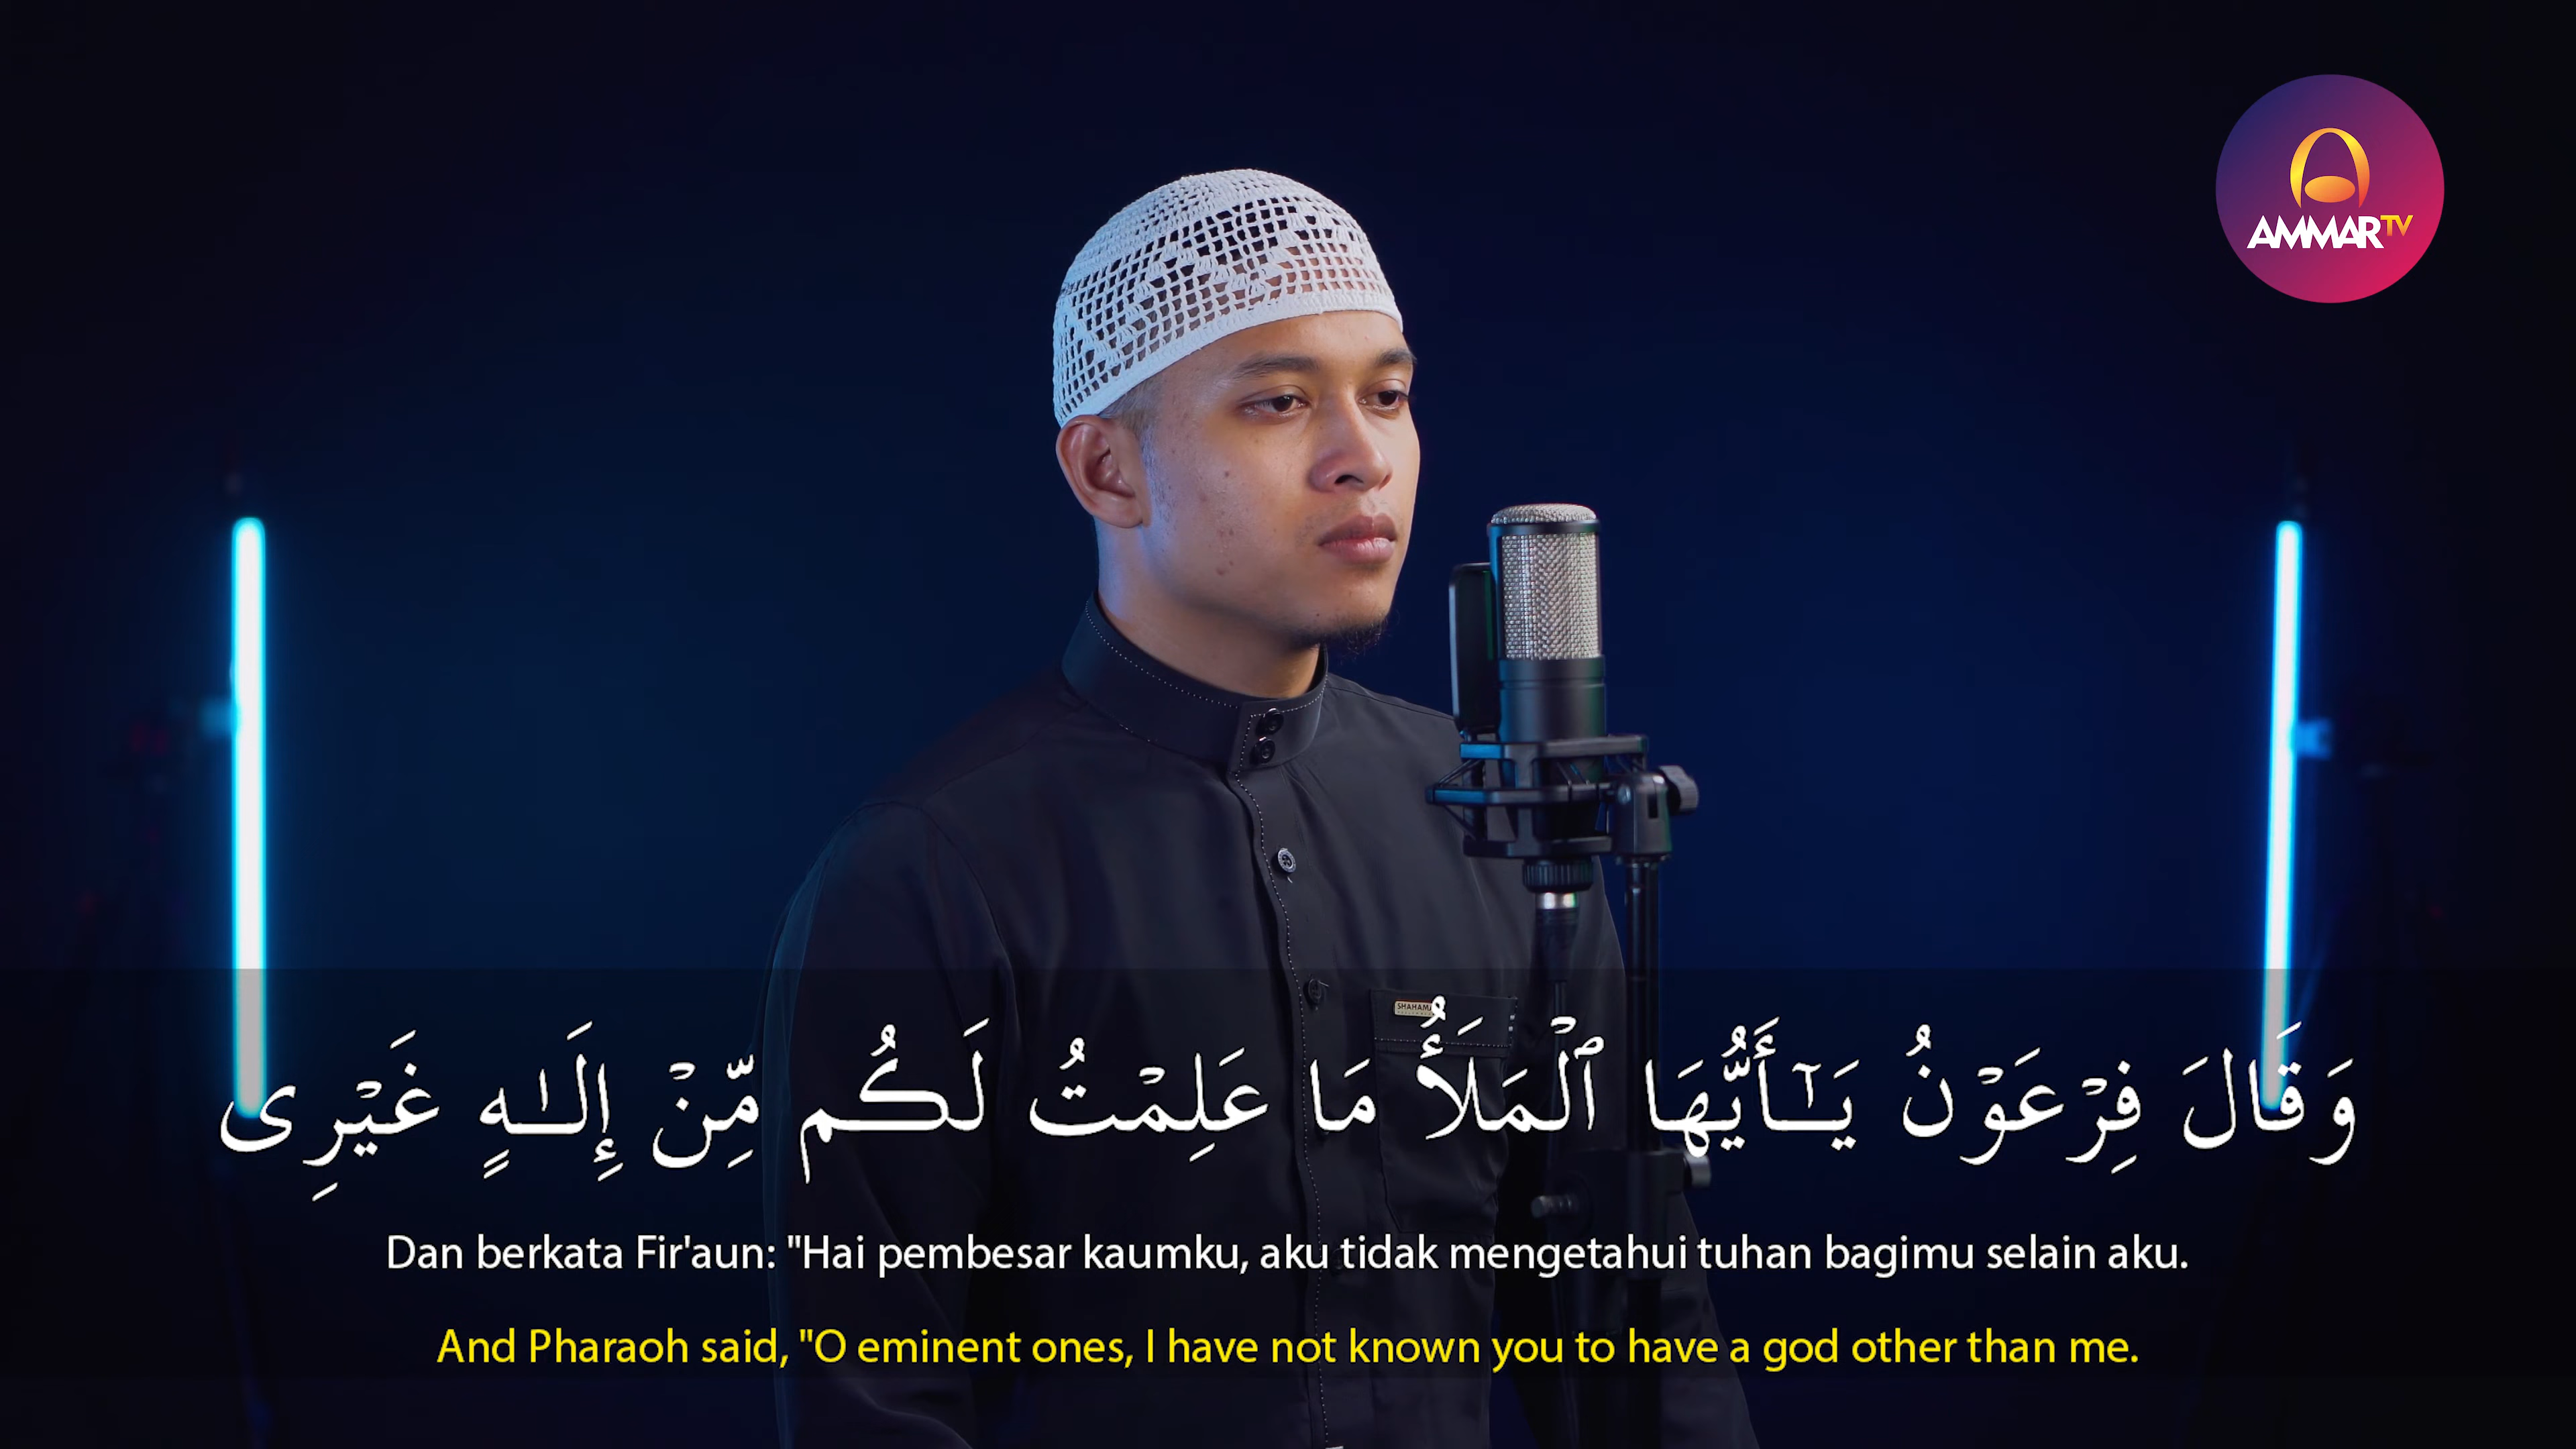 AMMARTV
SHAHAM
وَقَالَ فِرْعَوْنُ يَـٰٓأَيُّهَا ٱلْمَلَأُ مَا عَلِمْتُ لَكُم مِّنْ إِلَـٰهٍ غَيْرِى
Dan berkata Fir'aun: "Hai pembesar kaumku, aku tidak mengetahui tuhan bagimu selain aku.
And Pharaoh said, "O eminent ones, I have not known you to have a god other than me.